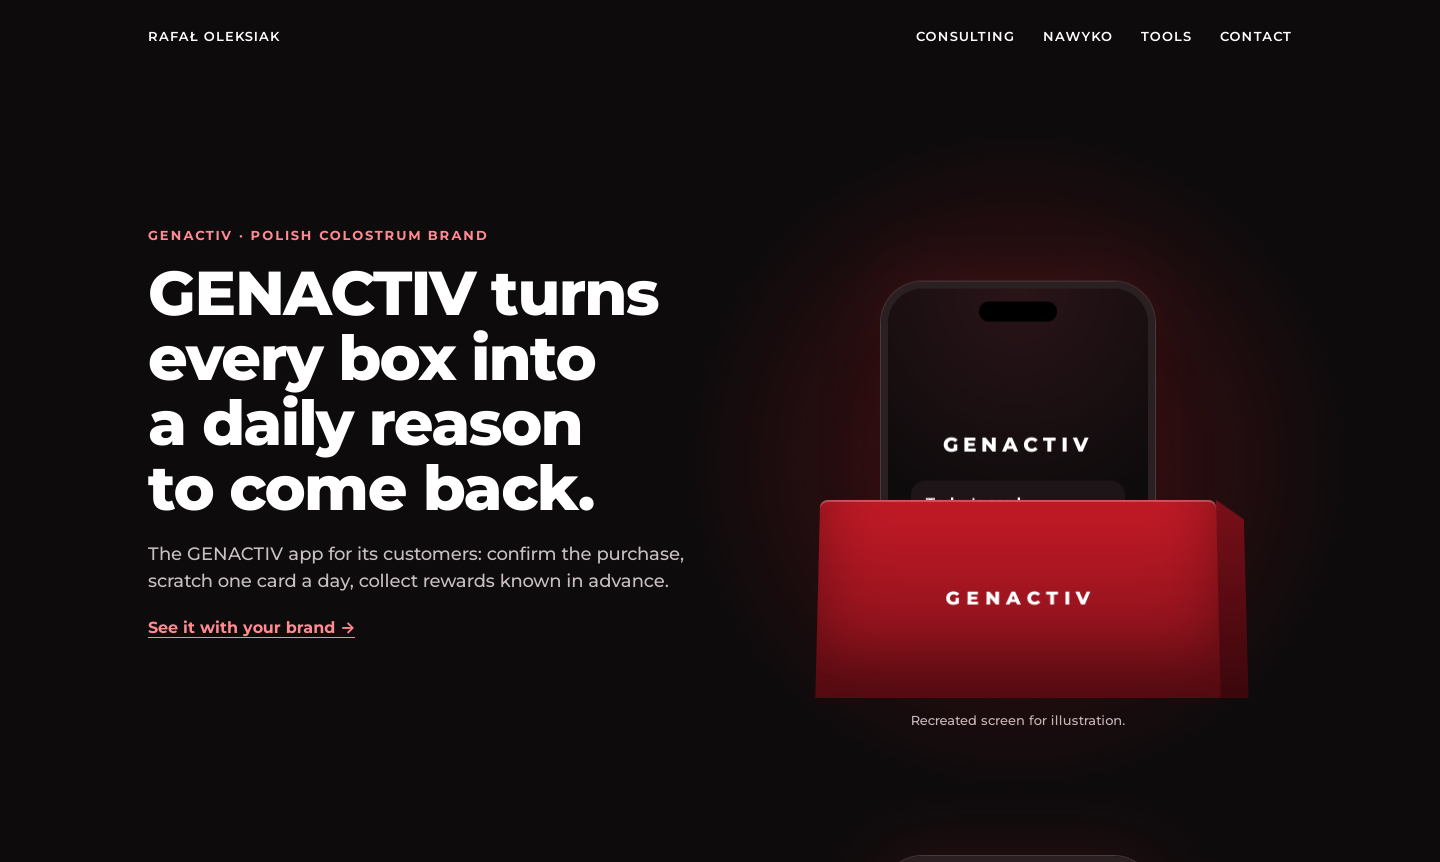 RAFAŁ OLEKSIAK
CONSULTING NAWYKO TOOLS CONTACT
GENACTIV · POLISH COLOSTRUM BRAND
GENACTIV turns
every box into
a daily reason
to come back.
The GENACTIV app for its customers: confirm the purchase,
scratch one card a day, collect rewards known in advance.
See it with your brand →
GENACTIV
GENACTIV
Recreated screen for illustration.